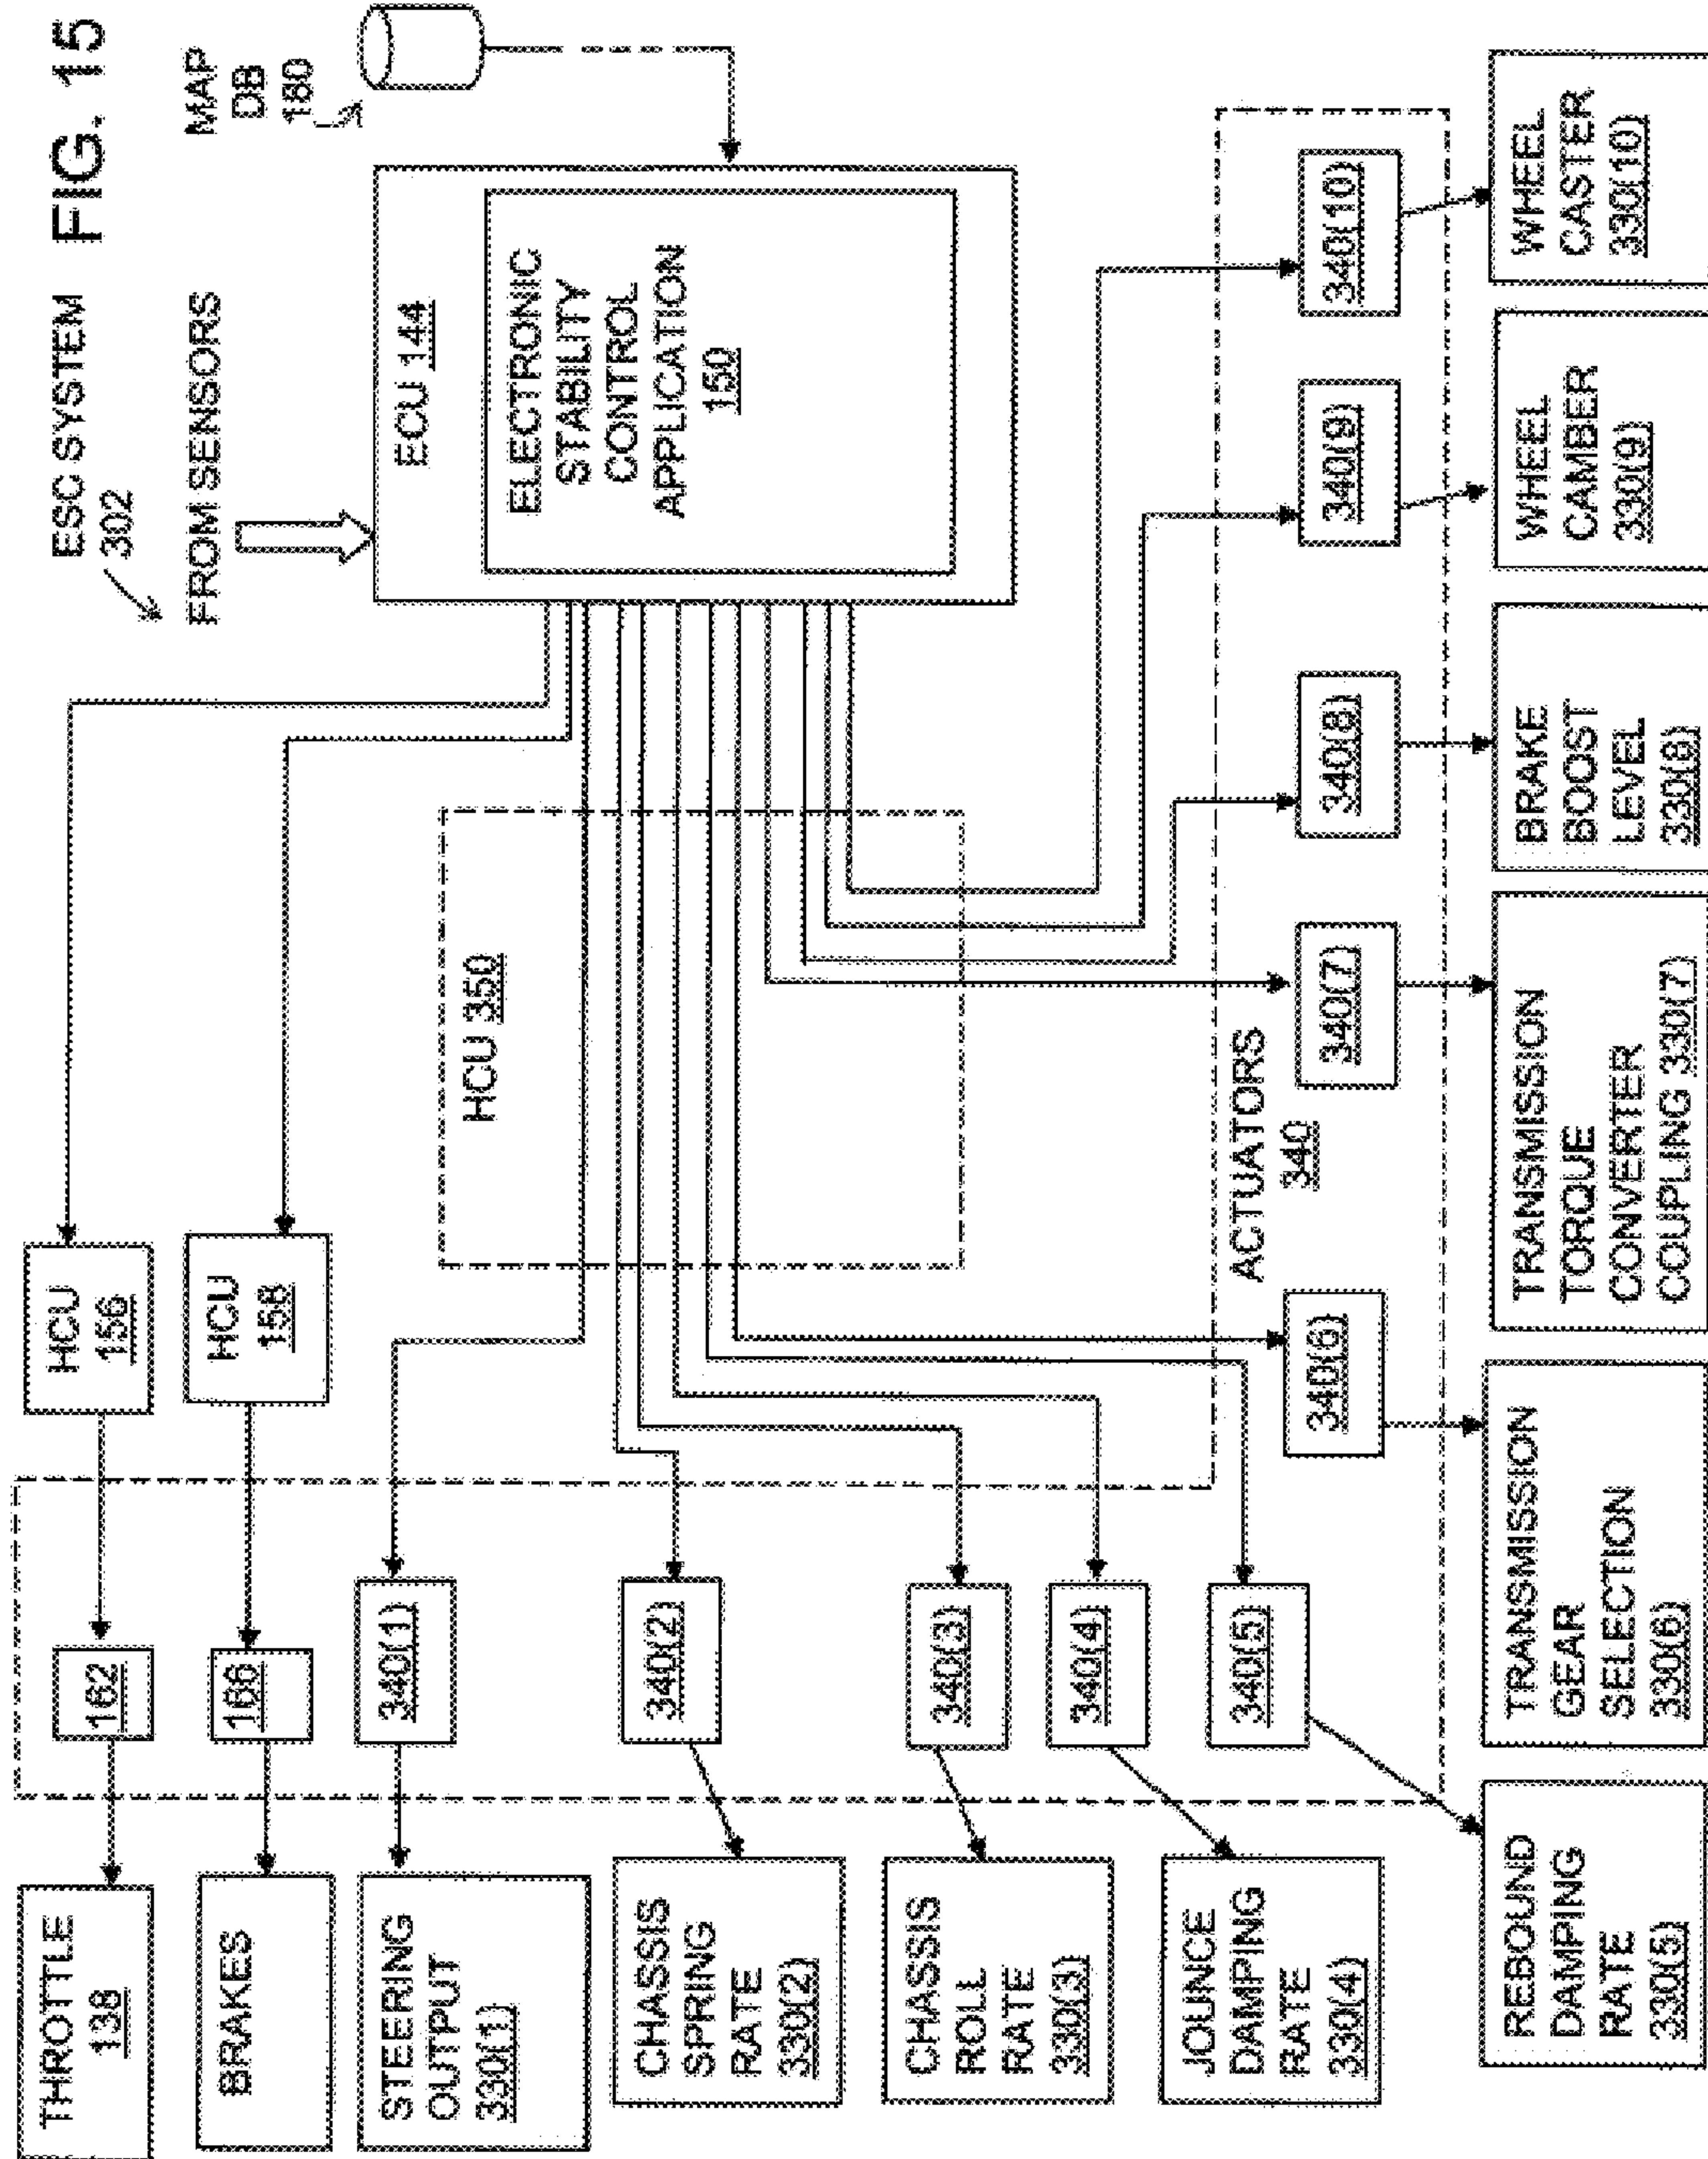 FIG. 15
ESC SYSTEM
302
FROM SENSORS
MAP
DB
180
ECU 144
ELECTRONIC
STABILITY
CONTROL
APPLICATION
150
HCU
156
HCU
158
HCU 350
THROTTLE
138
162
BRAKES
166
STEERING
OUTPUT
330(1)
340(1)
CHASSIS
SPRING
RATE
330(2)
340(2)
CHASSIS
ROLL
RATE
330(3)
340(3)
JOUNCE
DAMPING
RATE
330(4)
340(4)
REBOUND
DAMPING
RATE
330(5)
340(5)
ACTUATORS
340
340(6)
340(7)
340(8)
340(9)
340(10)
TRANSMISSION
GEAR
SELECTION
330(6)
TRANSMISSION
TORQUE
CONVERTER
COUPLING 330(7)
BRAKE
BOOST
LEVEL
330(8)
WHEEL
CAMBER
330(9)
WHEEL
CASTER
330(10)